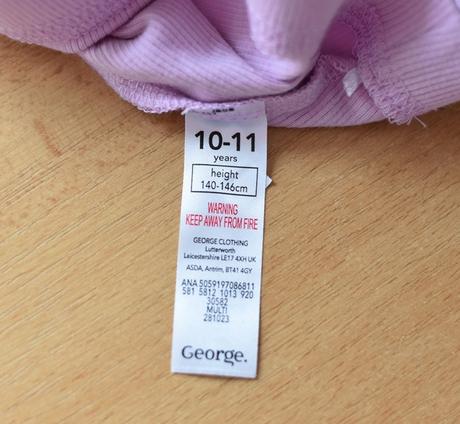 10-11
years
height
140-146cm
WARNING
KEEP AWAY FROM FIRE
GEORGE CLOTHING
Lutterworth
Leicestershire LE17 4XH UK
ASDA, Antrim, BT41 4GY
ANA 5059197086811
581 5812 1013 920
30582
MULTI
281023
George.